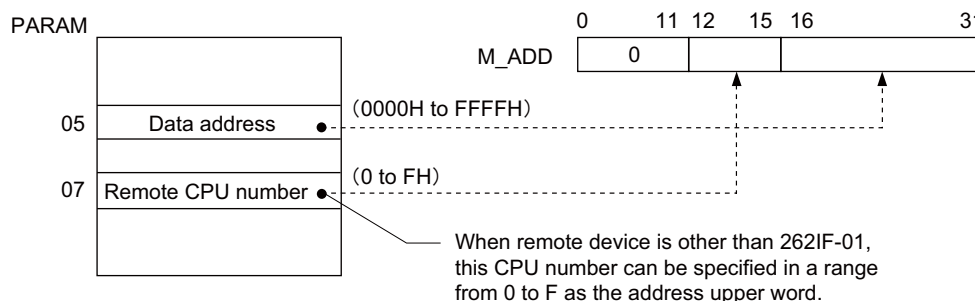 PARAM
0 11 12 15 16 31
M_ADD 0
05 Data address (0000H to FFFFH)
07 Remote CPU number (0 to FH)
When remote device is other than 262IF-01,
this CPU number can be specified in a range
from 0 to F as the address upper word.